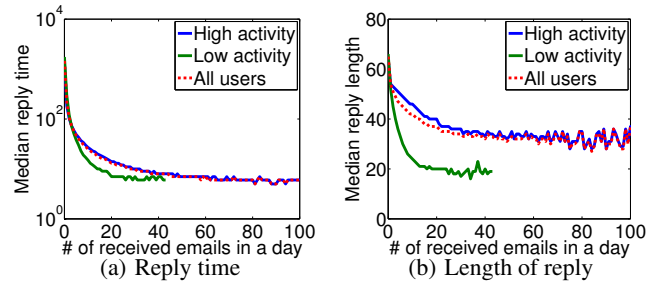 Median reply time
10^4
10^2
10^0
High activity
Low activity
All users
0 20 40 60 80 100
# of received emails in a day
(a) Reply time
Median reply length
80
60
40
20
0
High activity
Low activity
All users
0 20 40 60 80 100
# of received emails in a day
(b) Length of reply